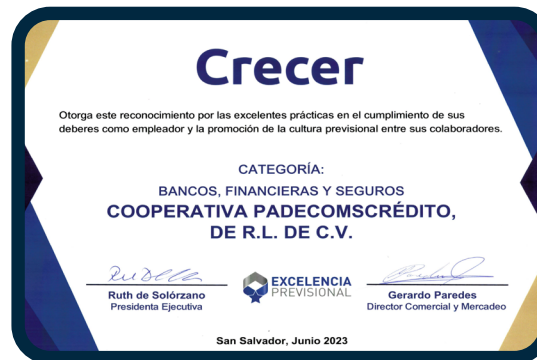 Crecer
Otorga este reconocimiento por las excelentes prácticas en el cumplimiento de sus
deberes como empleador y la promoción de la cultura previsional entre sus colaboradores.
CATEGORÍA:
BANCOS, FINANCIERAS Y SEGUROS
COOPERATIVA PADECOMSCRÉDITO,
DE R.L. DE C.V.
EXCELENCIA
PREVISIONAL
Ruth de Solórzano
Presidenta Ejecutiva
Gerardo Paredes
Director Comercial y Mercadeo
San Salvador, Junio 2023